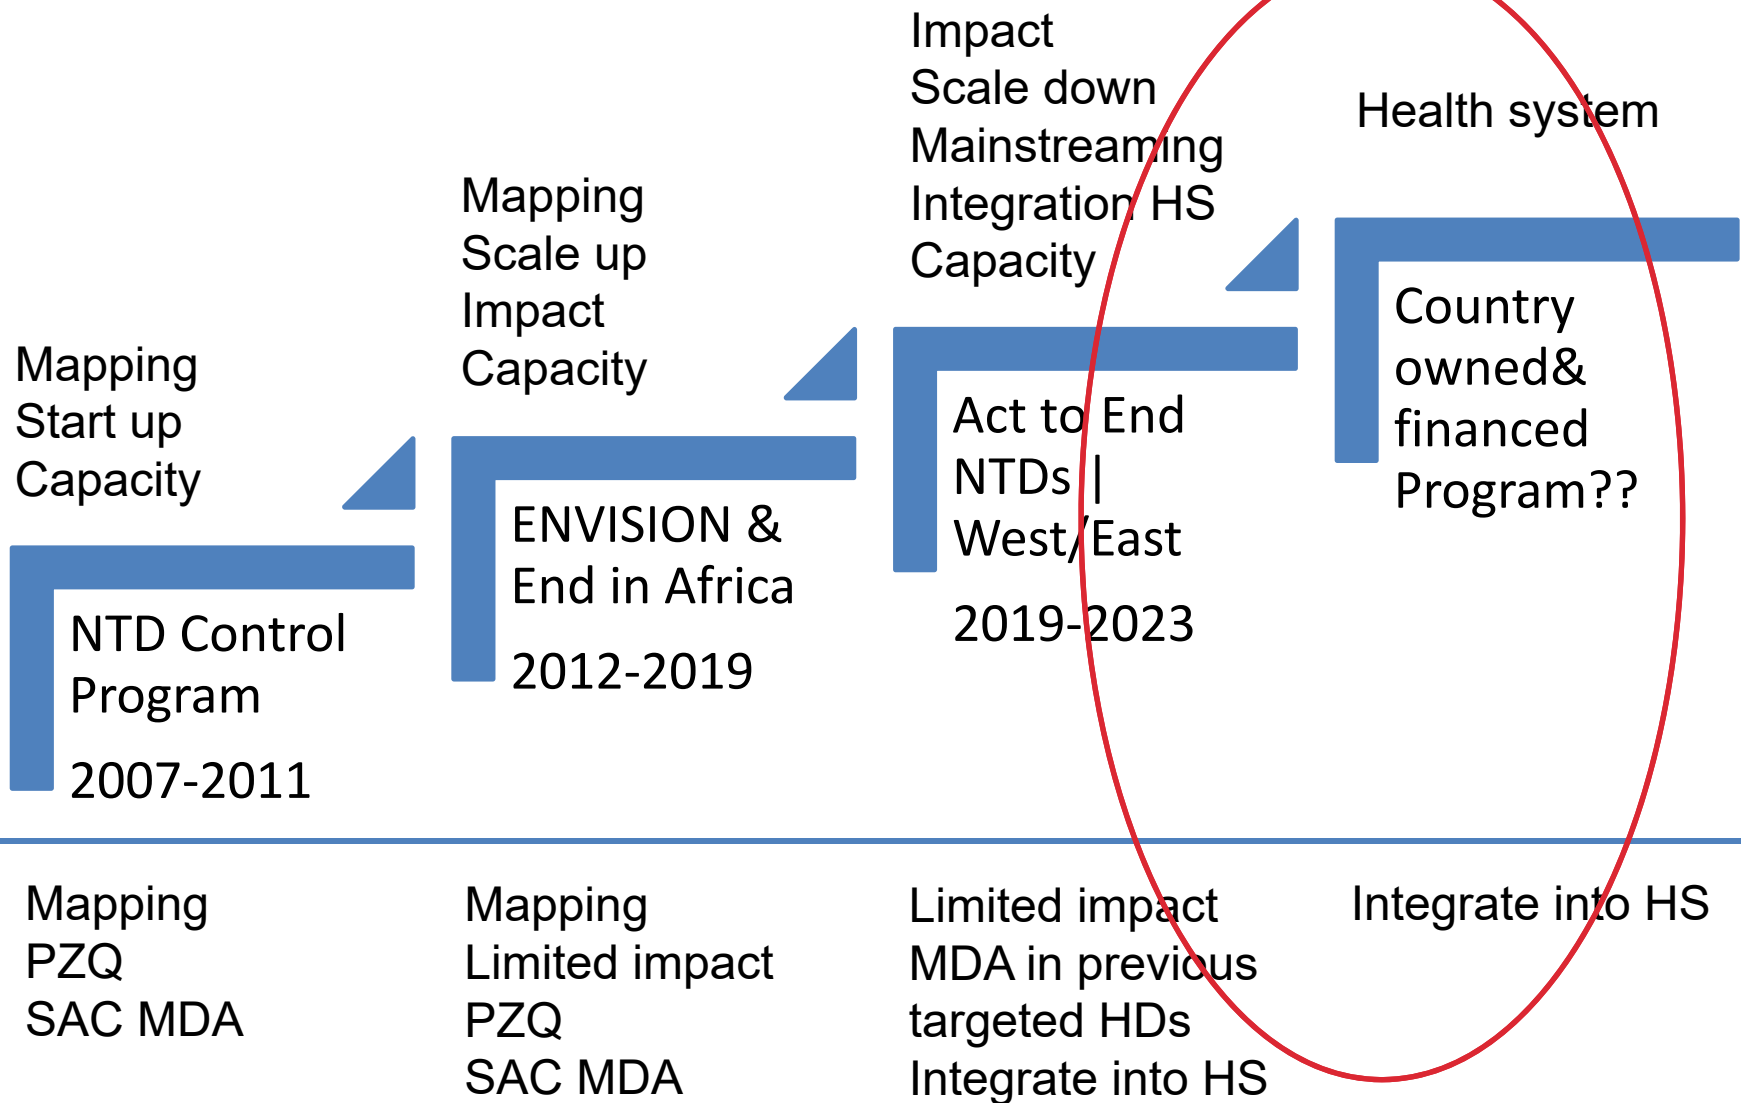 Mapping
Start up
Capacity
NTD Control
Program
2007-2011
Mapping
Scale up
Impact
Capacity
ENVISION &
End in Africa
2012-2019
Impact
Scale down
Mainstreaming
Integration HS
Capacity
Act to End
NTDs |
West/East
2019-2023
Health system
Country
owned&
financed
Program??
Mapping
PZQ
SAC MDA
Mapping
Limited impact
PZQ
SAC MDA
Limited impact
MDA in previous
targeted HDs
Integrate into HS
Integrate into HS